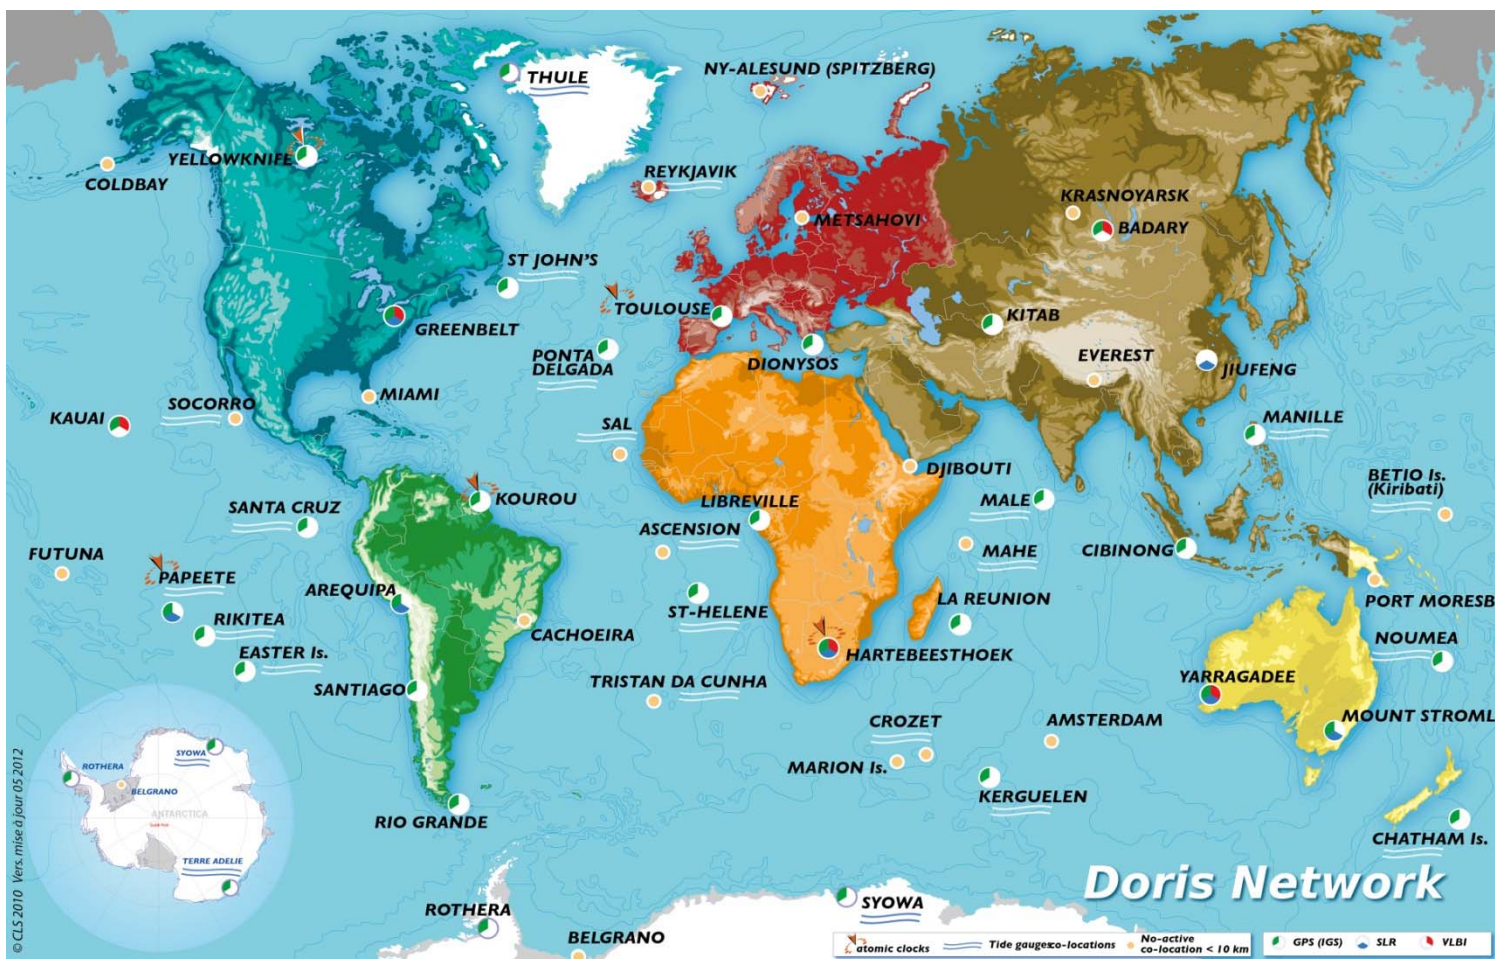 THULE
NY-ALESUND (SPITZBERG)
YELLOWKNIFE
COLDBAY
REYKJAVIK
METSAHOVI
KRASNOYARSK
BADARY
ST JOHN'S
TOULOUSE
GREENBELT
KITAB
PONTA
DELGADA
DIONYSOS
EVEREST
JIUFENG
MIAMI
SOCORRO
KAUAI
SAL
MANILLE
DJIBOUTI
BETIO Is.
(Kiribati)
KOUROU
LIBREVILLE
MALE
SANTA CRUZ
ASCENSION
MAHE
CIBINONG
FUTUNA
PAPEETE
AREQUIPA
ST-HELENE
LA REUNION
PORT MORESB
RIKITEA
CACHOEIRA
NOUMEA
EASTER Is.
HARTEBEESTHOEK
SANTIAGO
TRISTAN DA CUNHA
YARRAGADEE
CROZET
AMSTERDAM
MOUNT STROML
MARION Is.
KERGUELEN
RIO GRANDE
CHATHAM Is.
SYOWA
ROTHERA
BELGRANO
ANTARCTICA
TERRE ADELIE
Doris Network
ROTHERA
SYOWA
BELGRANO
atomic clocks
Tide gauges co-locations
No-active
co-location < 10 km
GPS (IGS)
SLR
VLBI
© CLS 2010 Vers. mise à jour 05 2012